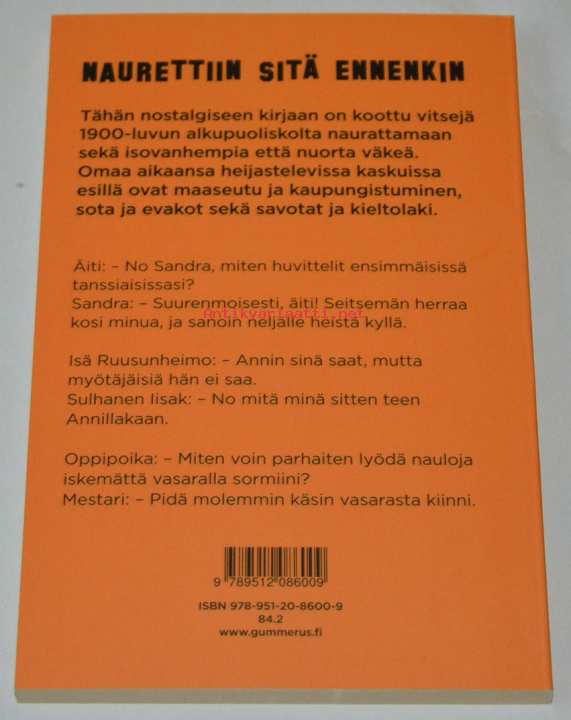 NAURETTIIN SITÄ ENNENKIN
Tähän nostalgiseen kirjaan on koottu vitsejä
1900-luvun alkupuoliskolta naurattamaan
sekä isovanhempia että nuorta väkeä.
Omaa aikaansa heijastelevissa kaskuissa
esillä ovat maaseutu ja kaupungistuminen,
sota ja evakot sekä savotat ja kieltolaki.
Äiti: – No Sandra, miten huvittelit ensimmäisissä
tanssiaisissasi?
Sandra: – Suurenmoisesti, äiti! Seitsemän herraa
Antikvariaatti.net
kosi minua, ja sanoin neljälle heistä kyllä.
Isä Ruusunheimo: – Annin sinä saat, mutta
myötäjäisiä hän ei saa.
Sulhanen Iisak: – No mitä minä sitten teen
Annillakaan.
Oppipoika: – Miten voin parhaiten lyödä nauloja
iskemättä vasaralla sormiini?
Mestari: – Pidä molemmin käsin vasarasta kiinni.
9 789512 086009
ISBN 978-951-20-8600-9
84.2
www.gummerus.fi